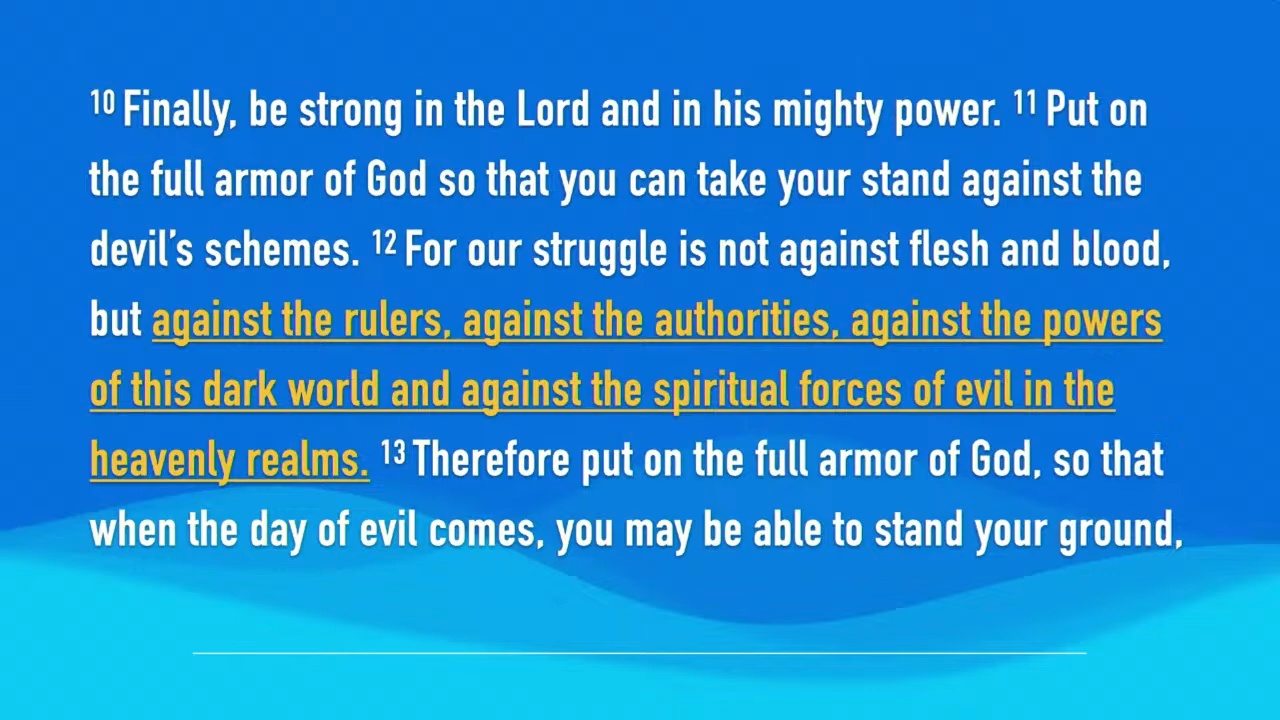 10 Finally, be strong in the Lord and in his mighty power. 11 Put on
the full armor of God so that you can take your stand against the
devil’s schemes. 12 For our struggle is not against flesh and blood,
but against the rulers, against the authorities, against the powers
of this dark world and against the spiritual forces of evil in the
heavenly realms. 13 Therefore put on the full armor of God, so that
when the day of evil comes, you may be able to stand your ground,